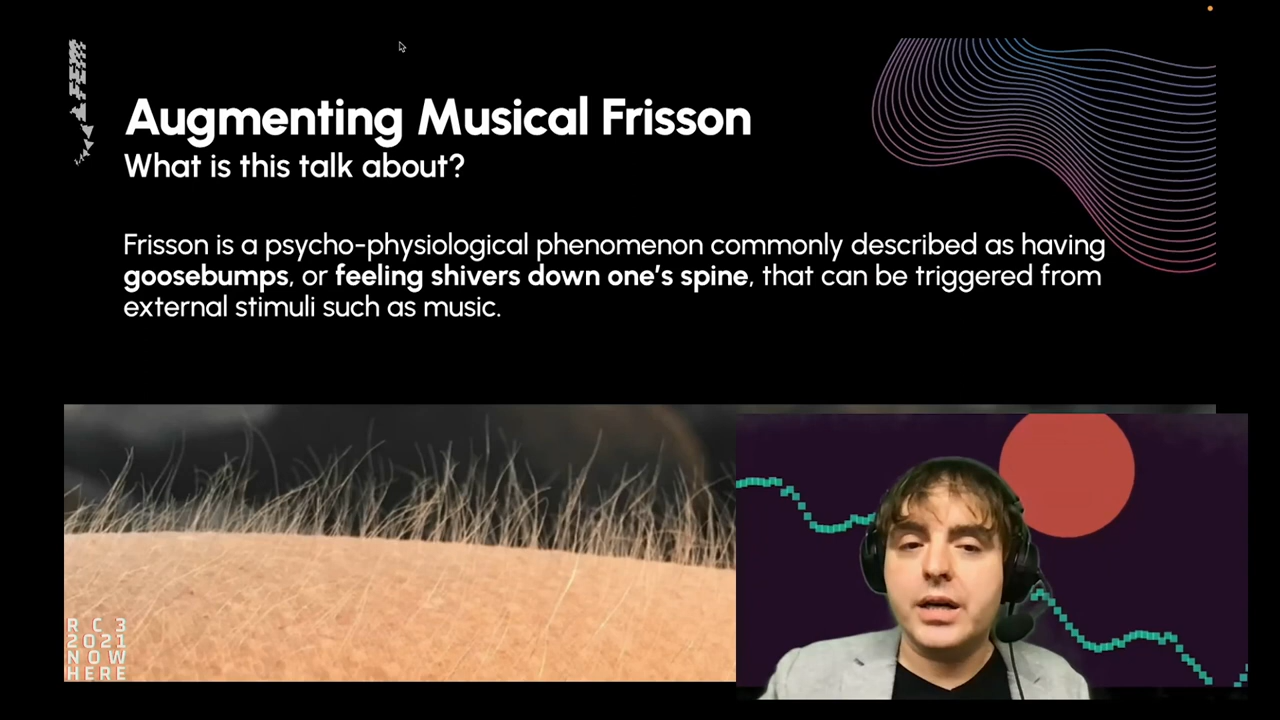 Augmenting Musical Frisson
What is this talk about?
Frisson is a psycho-physiological phenomenon commonly described as having
goosebumps, or feeling shivers down one's spine, that can be triggered from
external stimuli such as music.
RC3
2021
NOW
HERE